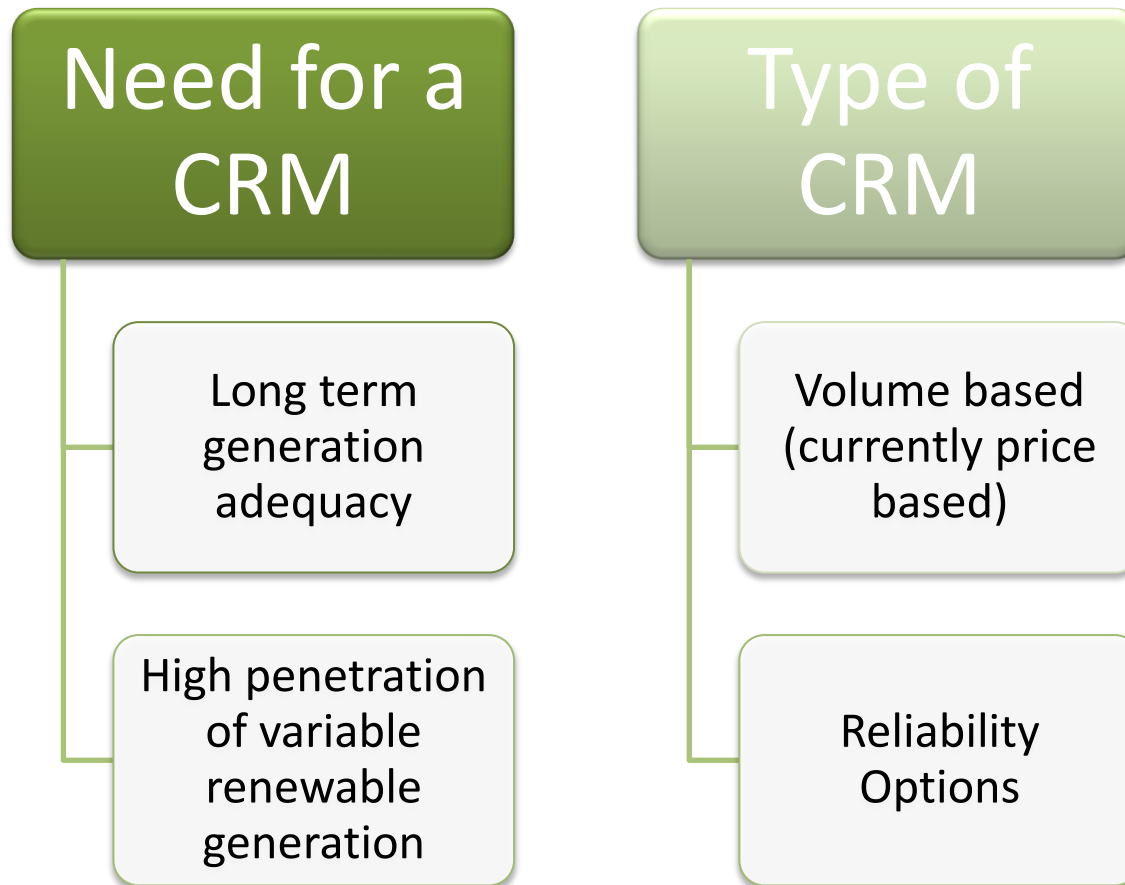 Need for a
CRM
Long term
generation
adequacy
High penetration
of variable
renewable
generation
Type of
CRM
Volume based
(currently price
based)
Reliability
Options